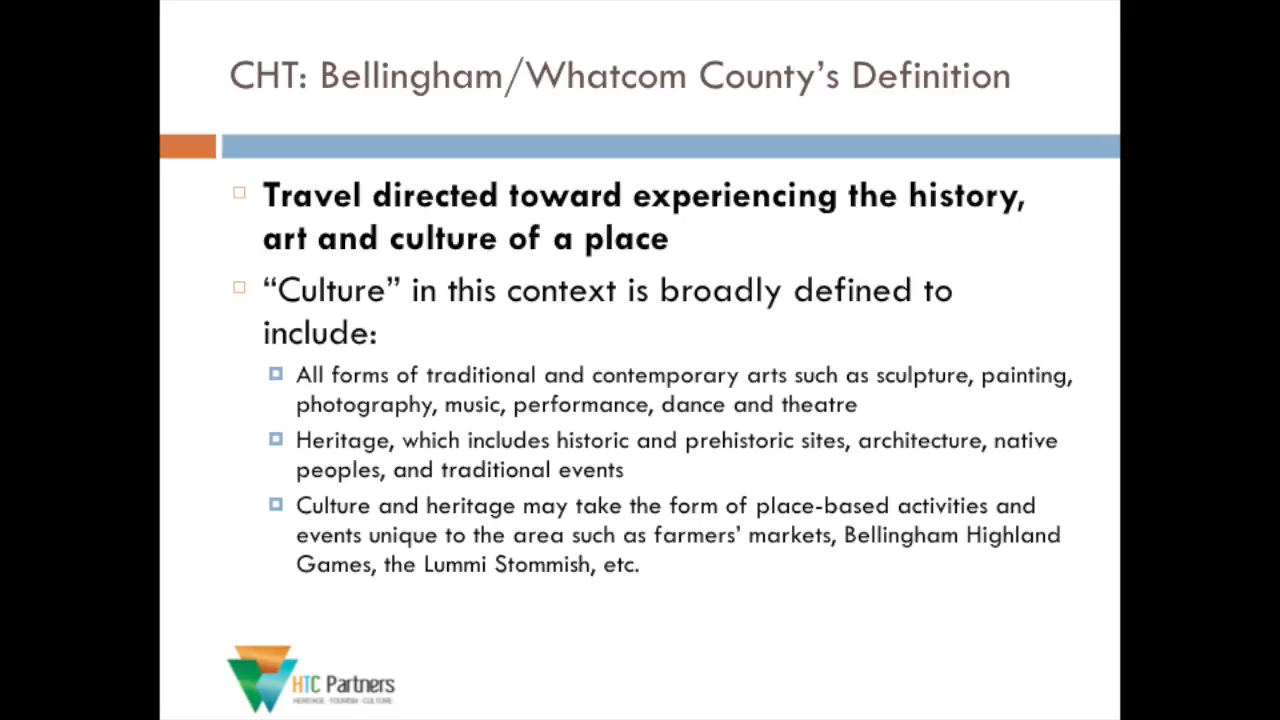 CHT: Bellingham/Whatcom County’s Definition
Travel directed toward experiencing the history,
art and culture of a place
“Culture” in this context is broadly defined to
include:
All forms of traditional and contemporary arts such as sculpture, painting,
photography, music, performance, dance and theatre
Heritage, which includes historic and prehistoric sites, architecture, native
peoples, and traditional events
Culture and heritage may take the form of place-based activities and
events unique to the area such as farmers’ markets, Bellingham Highland
Games, the Lummi Stommish, etc.
HTC Partners
HERITAGE · TOURISM · CULTURE